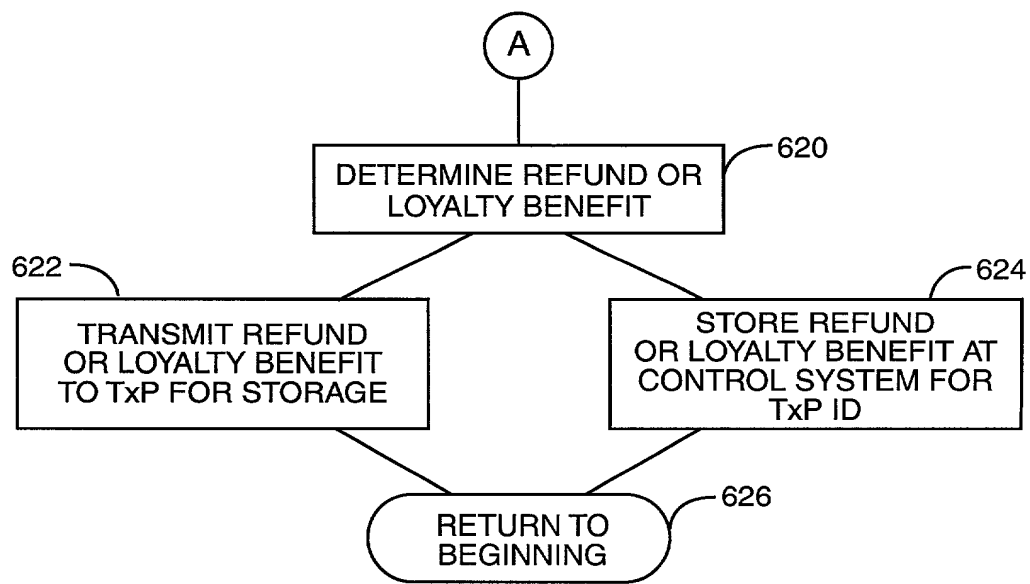 A
DETERMINE REFUND OR
LOYALTY BENEFIT
620
622
TRANSMIT REFUND
OR LOYALTY BENEFIT
TO TxP FOR STORAGE
624
STORE REFUND
OR LOYALTY BENEFIT AT
CONTROL SYSTEM FOR
TxP ID
RETURN TO
BEGINNING
626